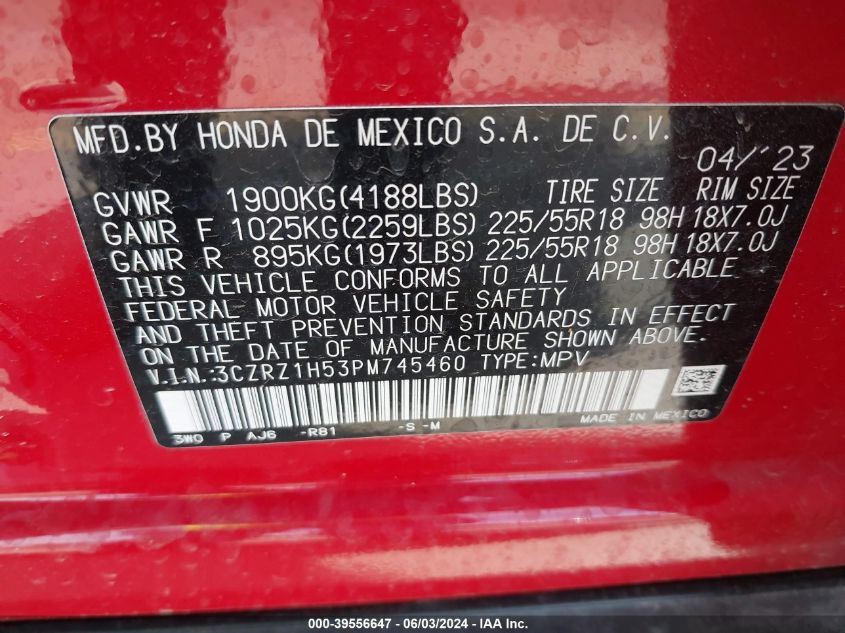 MFD.BY HONDA DE MEXICO S.A. DE C.V.
04/'23
GVWR 1900KG(4188LBS) TIRE SIZE RIM SIZE
GAWR F 1025KG(2259LBS) 225/55R18 98H 18X7.0J
GAWR R 895KG(1973LBS) 225/55R18 98H 18X7.0J
THIS VEHICLE CONFORMS TO ALL APPLICABLE
FEDERAL MOTOR VEHICLE SAFETY
AND THEFT PREVENTION STANDARDS IN EFFECT
ON THE DATE OF MANUFACTURE SHOWN ABOVE.
V.I.N.:3CZRZ1H53PM745460 TYPE:MPV
MADE IN MEXICO
3WO P AJ6 -R81 -S -M
000-39556647 - 06/03/2024 - IAA Inc.